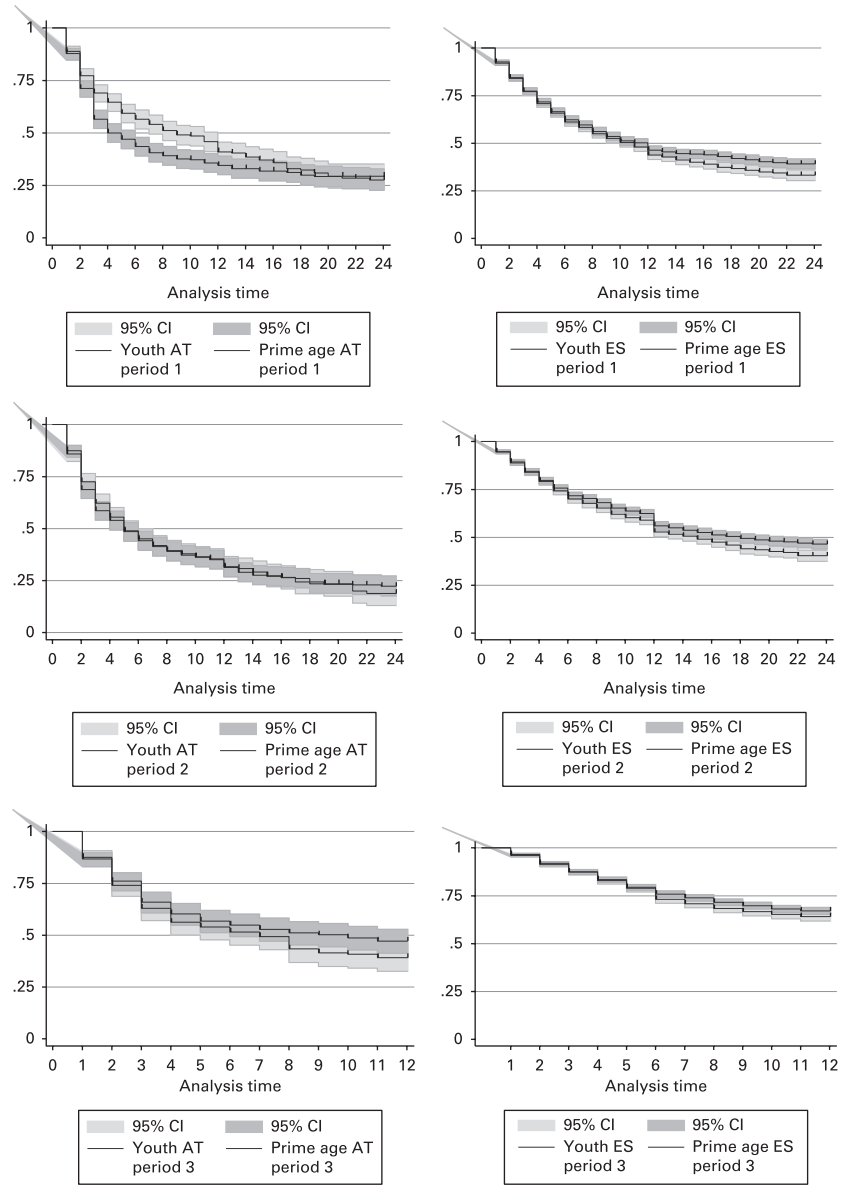 1
.75
.5
.25
0
0 2 4 6 8 10 12 14 16 18 20 22 24
Analysis time
95% CI 95% CI
Youth AT Prime age AT
period 1 period 1
1
.75
.5
.25
0
0 2 4 6 8 10 12 14 16 18 20 22 24
Analysis time
95% CI 95% CI
Youth ES Prime age ES
period 1 period 1
1
.75
.5
.25
0
0 2 4 6 8 10 12 14 16 18 20 22 24
Analysis time
95% CI 95% CI
Youth AT Prime age AT
period 2 period 2
1
.75
.5
.25
0
0 2 4 6 8 10 12 14 16 18 20 22 24
Analysis time
95% CI 95% CI
Youth ES Prime age ES
period 2 period 2
1
.75
.5
.25
0
0 1 2 3 4 5 6 7 8 9 10 11 12
Analysis time
95% CI 95% CI
Youth AT Prime age AT
period 3 period 3
1
.75
.5
.25
0
1 2 3 4 5 6 7 8 9 10 11 12
Analysis time
95% CI 95% CI
Youth ES Prime age ES
period 3 period 3